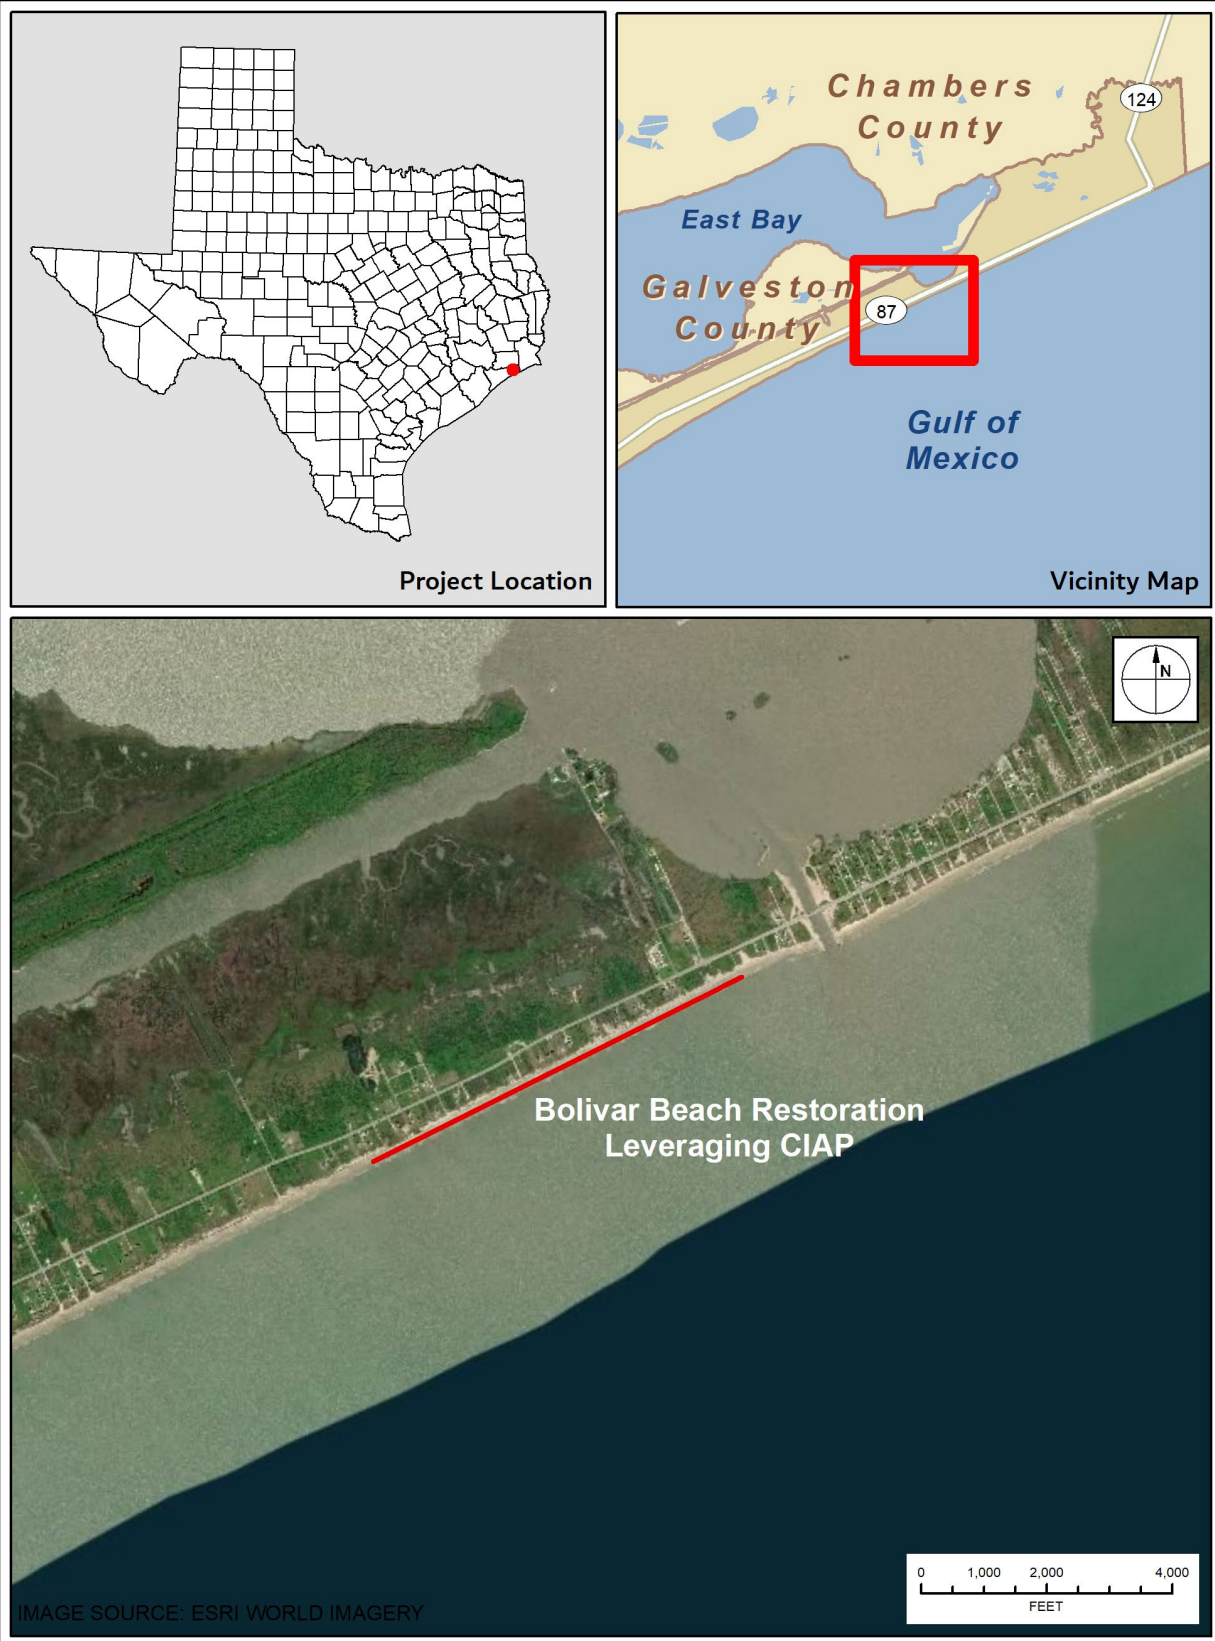 Project Location
Chambers
County
124
East Bay
Galveston
County
87
Gulf of
Mexico
Vicinity Map
N
Bolivar Beach Restoration
Leveraging CIAP
0 1,000 2,000 4,000
FEET
IMAGE SOURCE: ESRI WORLD IMAGERY